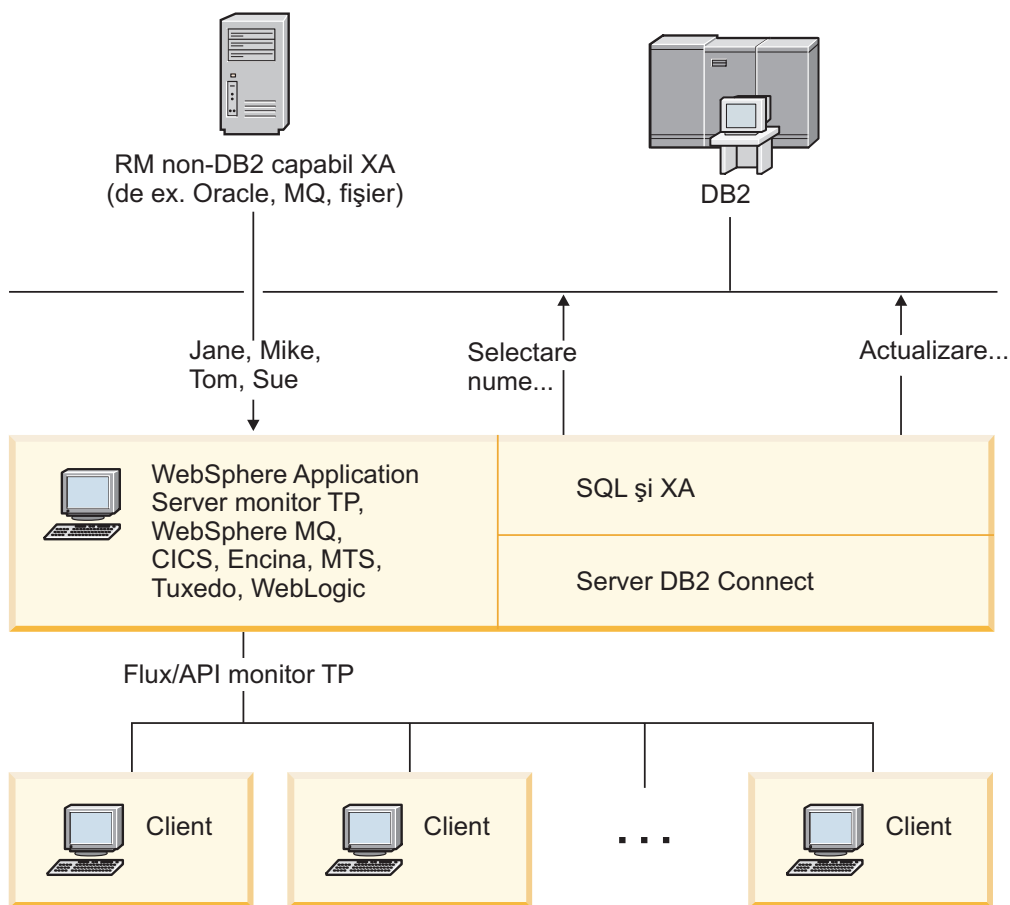 RM non-DB2 capabil XA
(de ex. Oracle, MQ, fişier)
DB2
Jane, Mike,
Tom, Sue
Selectare
nume...
Actualizare...
WebSphere Application
Server monitor TP,
WebSphere MQ,
CICS, Encina, MTS,
Tuxedo, WebLogic
SQL şi XA
Server DB2 Connect
Flux/API monitor TP
Client
Client
. . .
Client